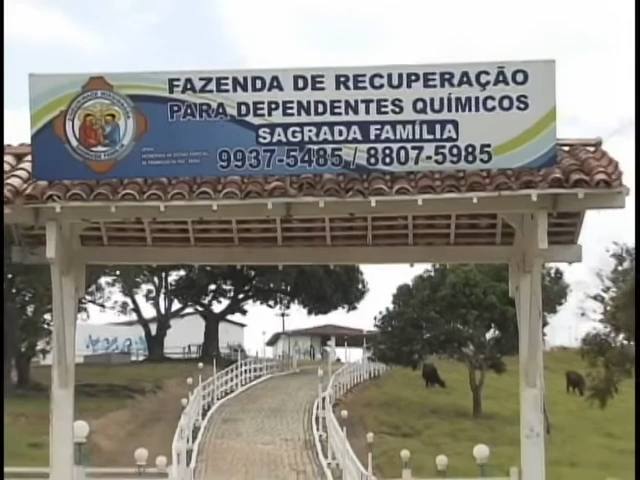 FAZENDA DE RECUPERAÇÃO
PARA DEPENDENTES QUÍMICOS
SAGRADA FAMÍLIA
9937-5485 / 8807-5985